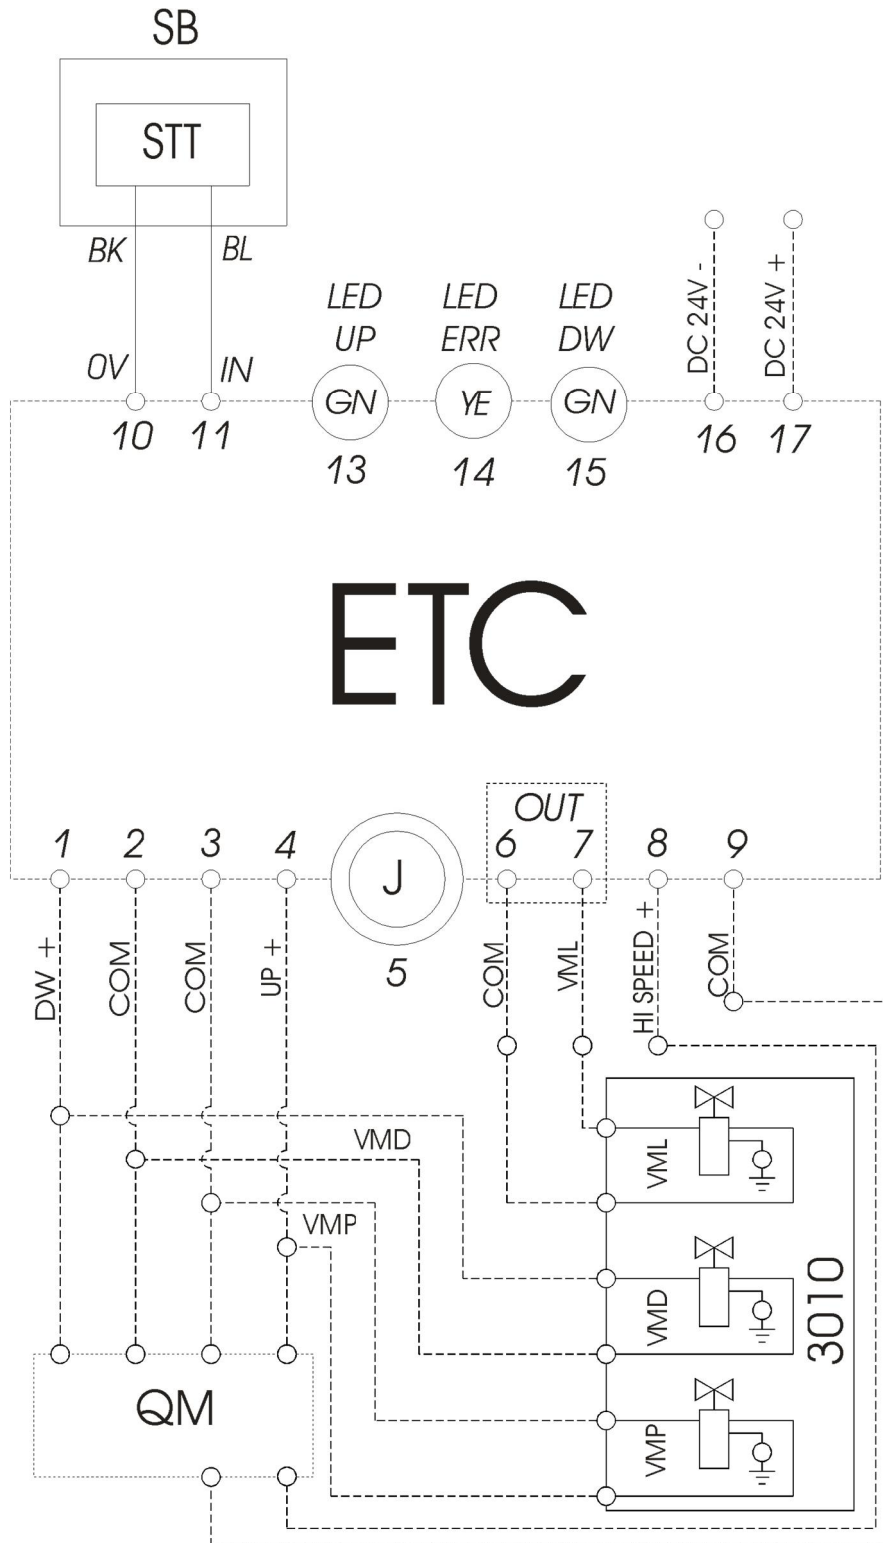 SB
STT
BK BL
LED LED LED
UP ERR DW
DC 24V -
DC 24V +
0V IN
GN YE GN
10 11 13 14 15 16 17
ETC
OUT
1 2 3 4 J 6 7 8 9
5
DW +
COM
COM
UP +
COM
VML
HI SPEED +
COM
VMD
VMP
VML
VMD
VMP
3010
QM